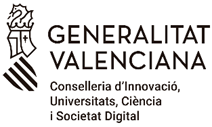 GENERALITAT
VALENCIANA
Conselleria d'Innovació,
Universitats, Ciència
i Societat Digital